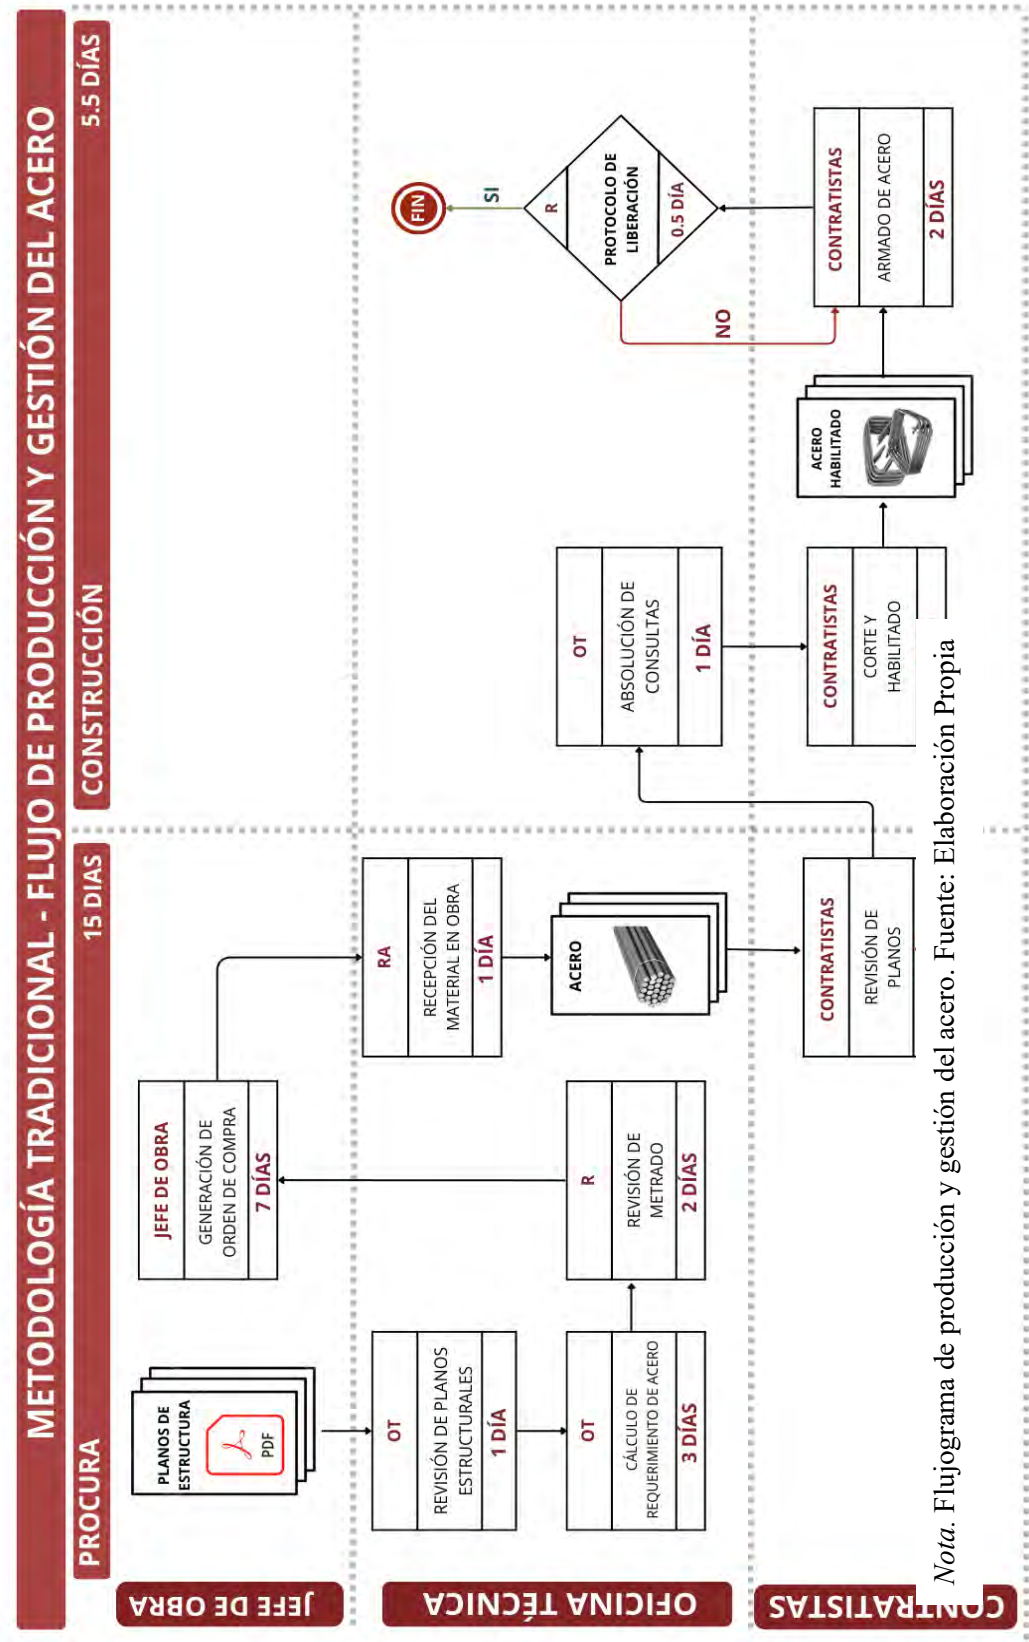 METODOLOGÍA TRADICIONAL - FLUJO DE PRODUCCIÓN Y GESTIÓN DEL ACERO
PROCURA
15 DIAS
CONSTRUCCIÓN
5.5 DÍAS
JEFE DE OBRA
PLANOS DE
ESTRUCTURA
PDF
JEFE DE OBRA
GENERACIÓN DE
ORDEN DE COMPRA
7 DÍAS
OFICINA TÉCNICA
OT
REVISIÓN DE PLANOS
ESTRUCTURALES
1 DÍA
OT
CÁLCULO DE
REQUERIMIENTO DE ACERO
3 DÍAS
R
REVISIÓN DE
METRADO
2 DÍAS
RA
RECEPCIÓN DEL
MATERIAL EN OBRA
1 DÍA
ACERO
OT
ABSOLUCIÓN DE
CONSULTAS
1 DÍA
R
PROTOCOLO DE
LIBERACIÓN
0.5 DÍA
SI
FIN
NO
CONTRATISTAS
CONTRATISTAS
REVISIÓN DE
PLANOS
CONTRATISTAS
CORTE Y
HABILITADO
ACERO
HABILITADO
CONTRATISTAS
ARMADO DE ACERO
2 DÍAS
Nota. Flujograma de producción y gestión del acero. Fuente: Elaboración Propia